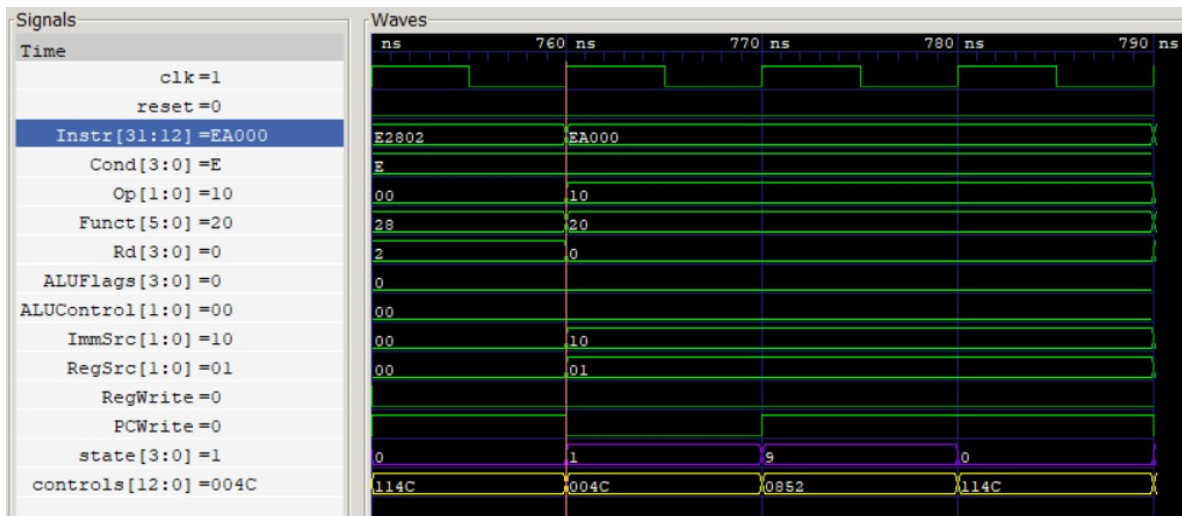 Signals
Waves
Time
ns 760 ns 770 ns 780 ns 790 ns
clk=1
reset=0
Instr[31:12]=EA000 E2802 EA000
Cond[3:0]=E E
Op[1:0]=10 00 10
Funct[5:0]=20 28 20
Rd[3:0]=0 2 0
ALUFlags[3:0]=0 0
ALUControl[1:0]=00 00
ImmSrc[1:0]=10 00 10
RegSrc[1:0]=01 00 01
RegWrite=0
PCWrite=0
state[3:0]=1 0 1 9 0
controls[12:0]=004C 114C 004C 0852 114C